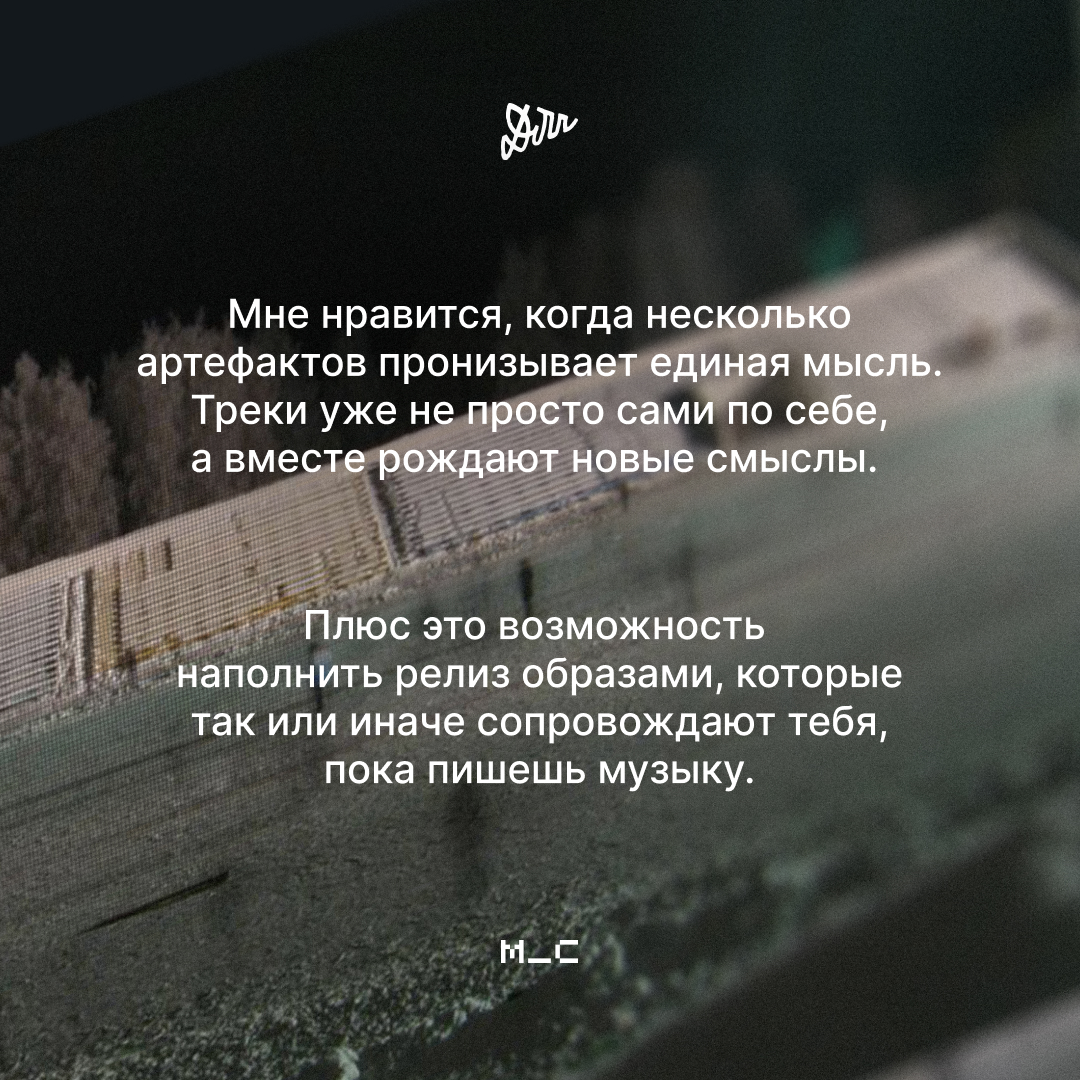 Мне нравится, когда несколько
артефактов пронизывает единая мысль.
Треки уже не просто сами по себе,
а вместе рождают новые смыслы.
Плюс это возможность
наполнить релиз образами, которые
так или иначе сопровождают тебя,
пока пишешь музыку.
M_C